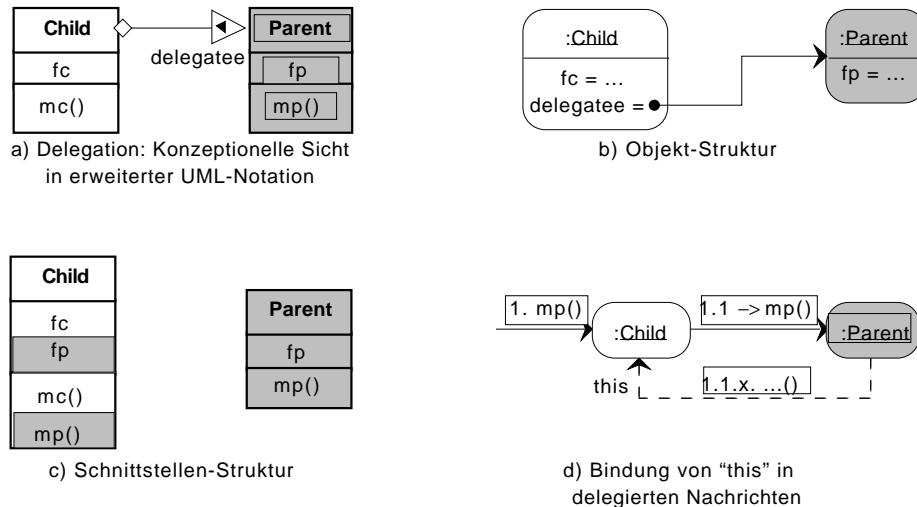 Child
Parent
delegatee
fc
fp
mc()
mp()
a) Delegation: Konzeptionelle Sicht
in erweiterter UML-Notation
:Child
fc = ...
delegatee =
:Parent
fp = ...
b) Objekt-Struktur
Child
fc
fp
mc()
mp()
Parent
fp
mp()
c) Schnittstellen-Struktur
1. mp()
:Child
1.1 –> mp()
:Parent
this
1.1.x. ...()
d) Bindung von “this” in
delegierten Nachrichten